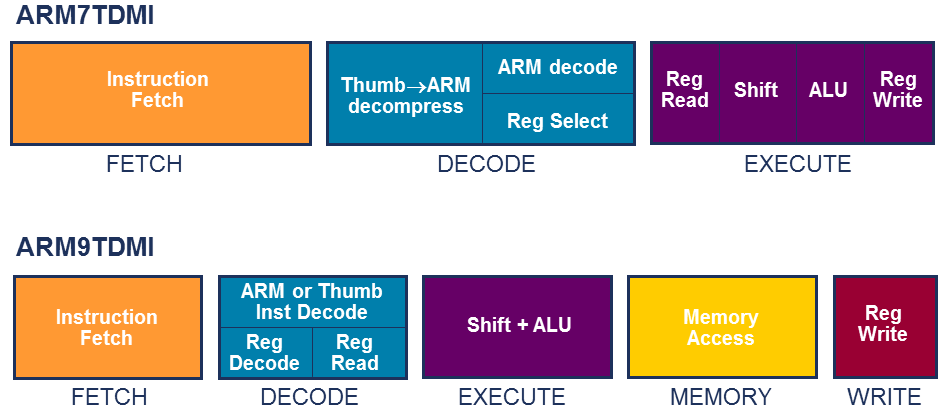 ARM7TDMI
Instruction
Fetch
Thumb→ARM
decompress
ARM decode
Reg Select
Reg
Read
Shift
ALU
Reg
Write
FETCH
DECODE
EXECUTE
ARM9TDMI
Instruction
Fetch
ARM or Thumb
Inst Decode
Reg
Decode
Reg
Read
Shift + ALU
Memory
Access
Reg
Write
FETCH
DECODE
EXECUTE
MEMORY
WRITE